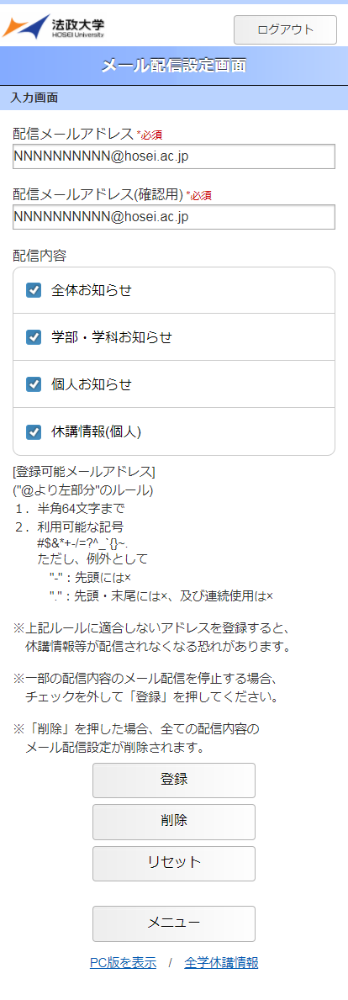 法政大学
HOSEI University
ログアウト
メール配信設定画面
入力画面
配信メールアドレス *必須
NNNNNNNNNN@hosei.ac.jp
配信メールアドレス(確認用) *必須
NNNNNNNNNN@hosei.ac.jp
配信内容
全体お知らせ
学部・学科お知らせ
個人お知らせ
休講情報(個人)
[登録可能メールアドレス]
("@より左部分"のルール)
１．半角64文字まで
２．利用可能な記号
#$&*+-/=?^_`{}~.
ただし、例外として
"-"：先頭には×
"."：先頭・末尾には×、及び連続使用は×
※上記ルールに適合しないアドレスを登録すると、
休講情報等が配信されなくなる恐れがあります。
※一部の配信内容のメール配信を停止する場合、
チェックを外して「登録」を押してください。
※「削除」を押した場合、全ての配信内容の
メール配信設定が削除されます。
登録
削除
リセット
メニュー
PC版を表示 / 全学休講情報